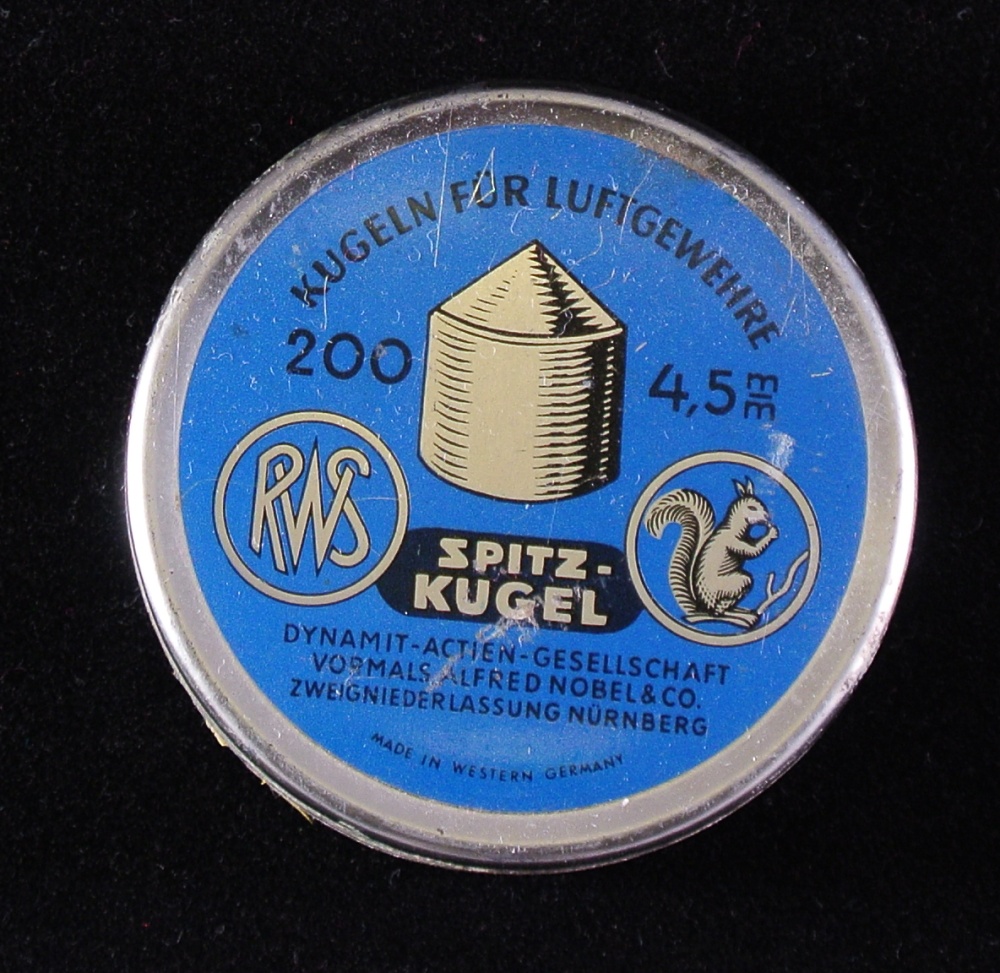 KUGELN FÜR LUFTGEWEHRE
200
4,5 mm
RWS
SPITZ-
KUGEL
DYNAMIT-ACTIEN-GESELLSCHAFT
VORMALS ALFRED NOBEL & CO.
ZWEIGNIEDERLASSUNG NÜRNBERG
MADE IN WESTERN GERMANY